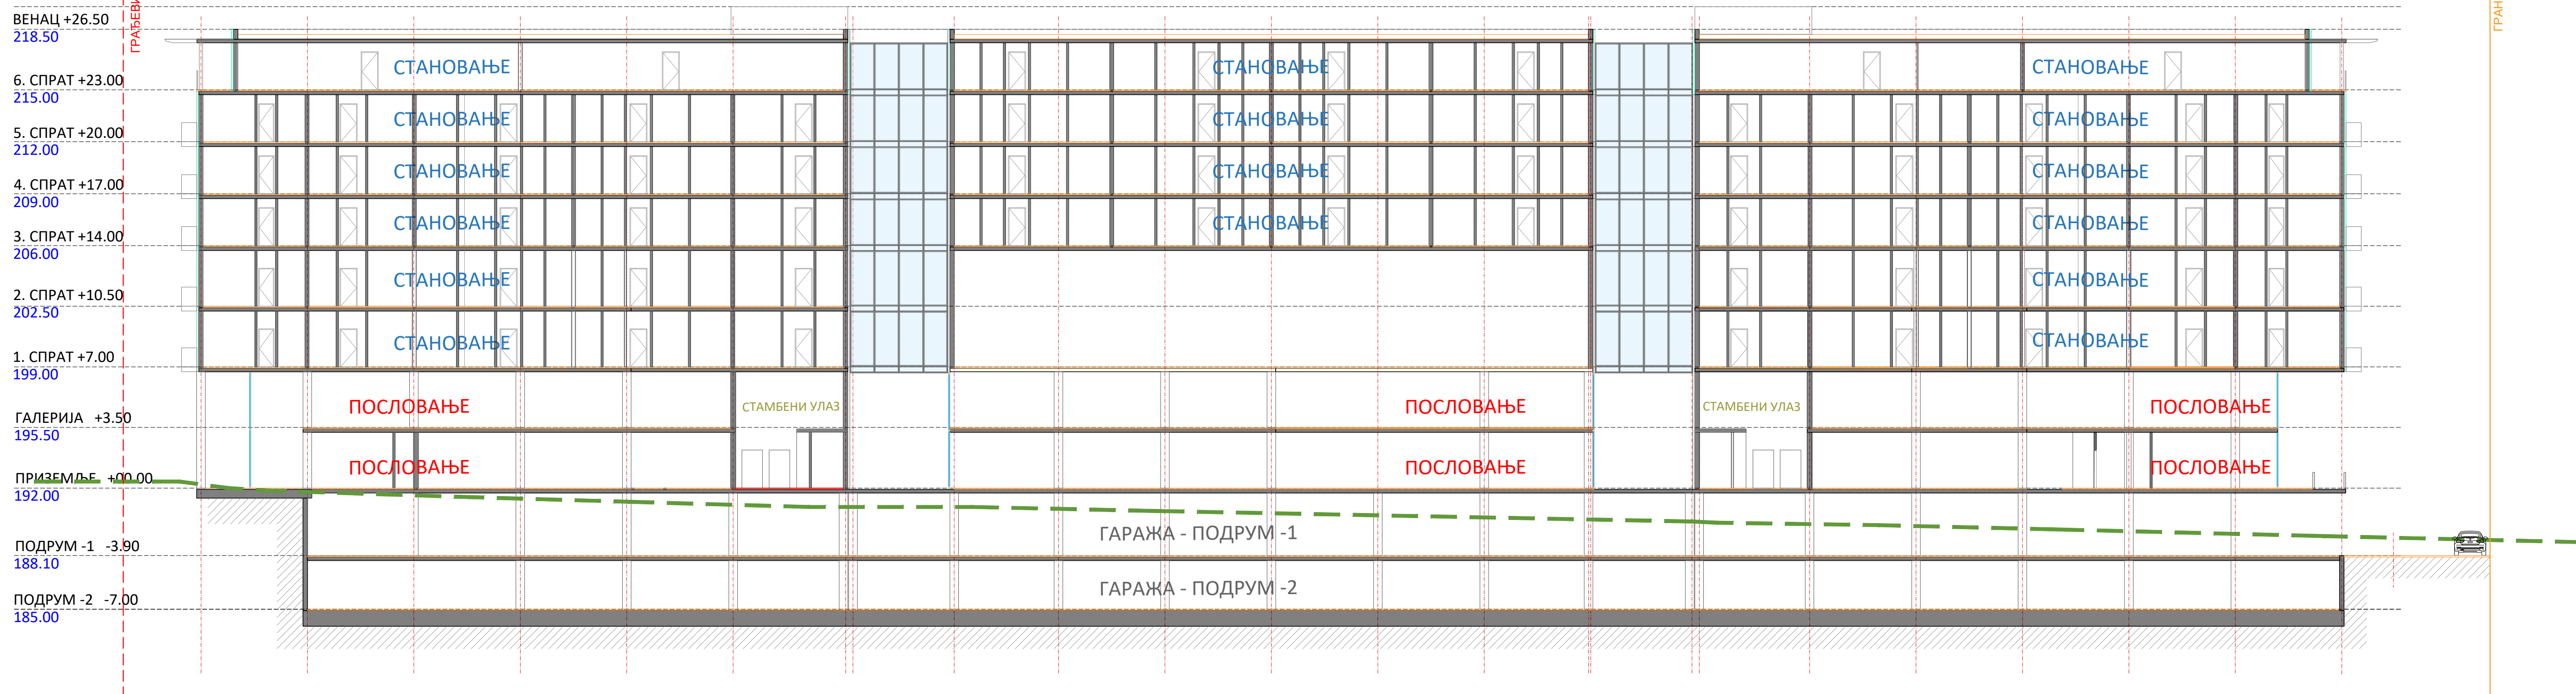 ВЕНАЦ +26.50
218.50
ГРАЂЕВИ
ГРАН
6. СПРАТ +23.00
215.00
СТАНОВАЊЕ СТАНОВАЊЕ СТАНОВАЊЕ
5. СПРАТ +20.00
212.00
СТАНОВАЊЕ СТАНОВАЊЕ СТАНОВАЊЕ
4. СПРАТ +17.00
209.00
СТАНОВАЊЕ СТАНОВАЊЕ СТАНОВАЊЕ
3. СПРАТ +14.00
206.00
СТАНОВАЊЕ СТАНОВАЊЕ СТАНОВАЊЕ
2. СПРАТ +10.50
202.50
СТАНОВАЊЕ СТАНОВАЊЕ
1. СПРАТ +7.00
199.00
СТАНОВАЊЕ СТАНОВАЊЕ
ГАЛЕРИЈА +3.50
195.50
ПОСЛОВАЊЕ СТАМБЕНИ УЛАЗ ПОСЛОВАЊЕ СТАМБЕНИ УЛАЗ ПОСЛОВАЊЕ
ПРИЗЕМЉЕ +00.00
192.00
ПОСЛОВАЊЕ ПОСЛОВАЊЕ ПОСЛОВАЊЕ
ПОДРУМ -1 -3.90
188.10
ГАРАЖА - ПОДРУМ -1
ПОДРУМ -2 -7.00
185.00
ГАРАЖА - ПОДРУМ -2